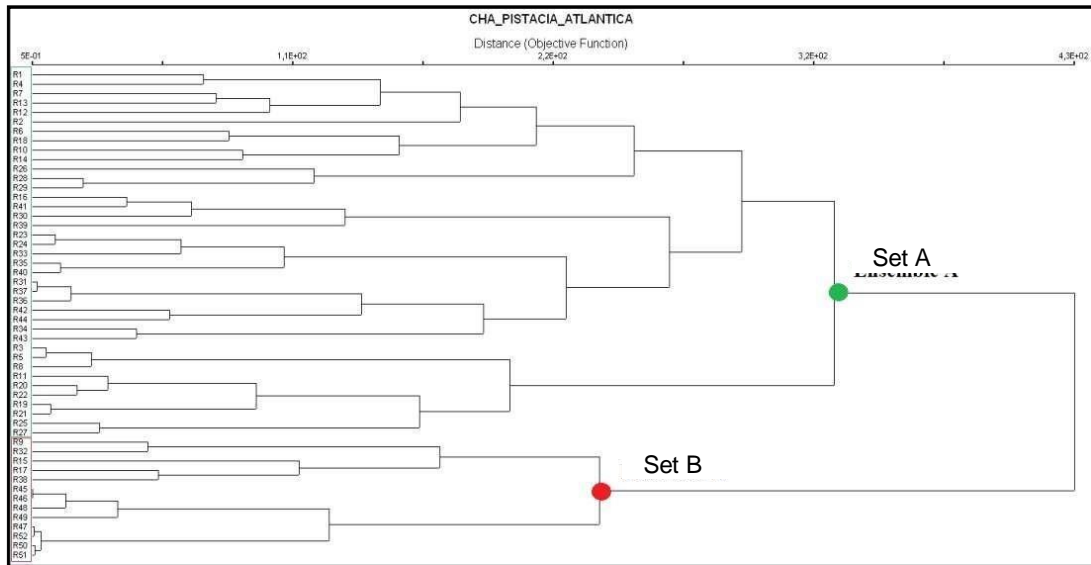 CHA_PISTACIA_ATLANTICA
Distance (Objective Function)
5E-01 1,1E+02 2,2E+02 3,2E+02 4,3E+02
R1
R4
R7
R13
R12
R2
R6
R18
R10
R14
R26
R28
R29
R16
R41
R30
R39
R23
R24
R33
R35
R40
R31
R37
R36
R42
R44
R34
R43
R3
R5
R8
R11
R20
R22
R19
R21
R25
R27
R9
R32
R15
R17
R38
R45
R46
R48
R49
R47
R52
R50
R51
Set A
Set B